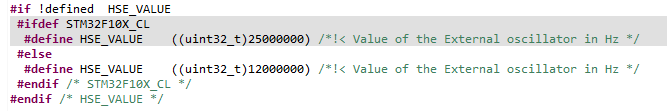 #if !defined  HSE_VALUE
 #ifdef STM32F10X_CL
  #define HSE_VALUE    ((uint32_t)25000000) /*!< Value of the External oscillator in Hz */
 #else
  #define HSE_VALUE    ((uint32_t)12000000) /*!< Value of the External oscillator in Hz */
 #endif /* STM32F10X_CL */
#endif /* HSE_VALUE */